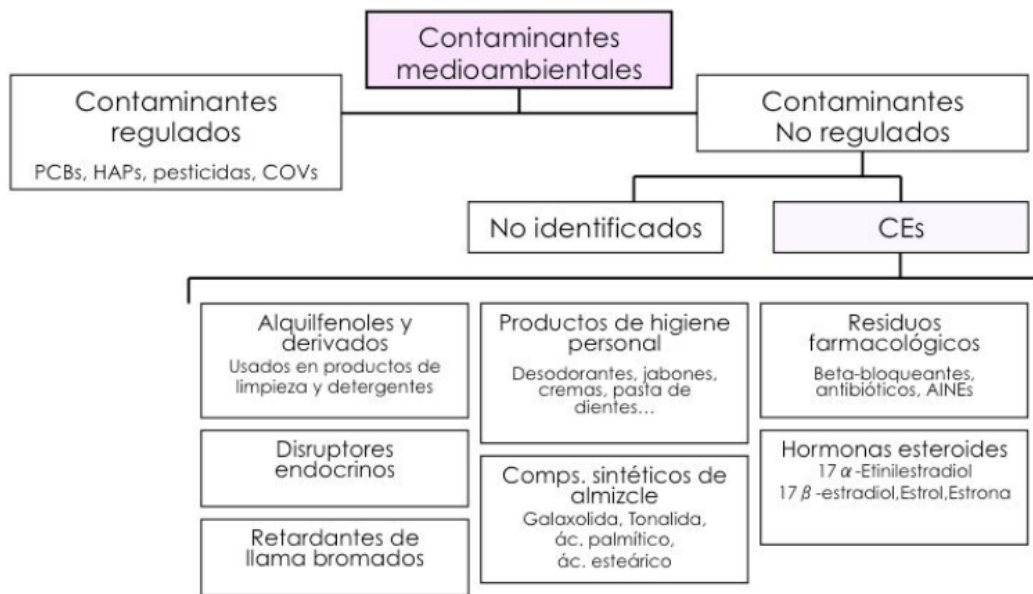 Contaminantes
medioambientales
Contaminantes
regulados
PCBs, HAPs, pesticidas, COVs
Contaminantes
No regulados
No identificados
CEs
Alquilfenoles y
derivados
Usados en productos de
limpieza y detergentes
Productos de higiene
personal
Desodorantes, jabones,
cremas, pasta de
dientes...
Residuos
farmacológicos
Beta-bloqueantes,
antibióticos, AINEs
Disruptores
endocrinos
Comps. sintéticos de
almizcle
Galaxolida, Tonalida,
ác. palmítico,
ác. esteárico
Hormonas esteroides
17 α-Etinilestradiol
17 β-estradiol,Estrol,Estrona
Retardantes de
llama bromados